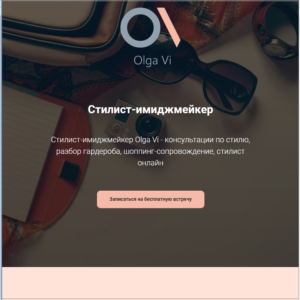 Olga Vi
Стилист-имиджмейкер
Стилист-имиджмейкер Olga Vi - консультации по стилю,
разбор гардероба, шоппинг-сопровождение, стилист
онлайн
Записаться на бесплатную встречу